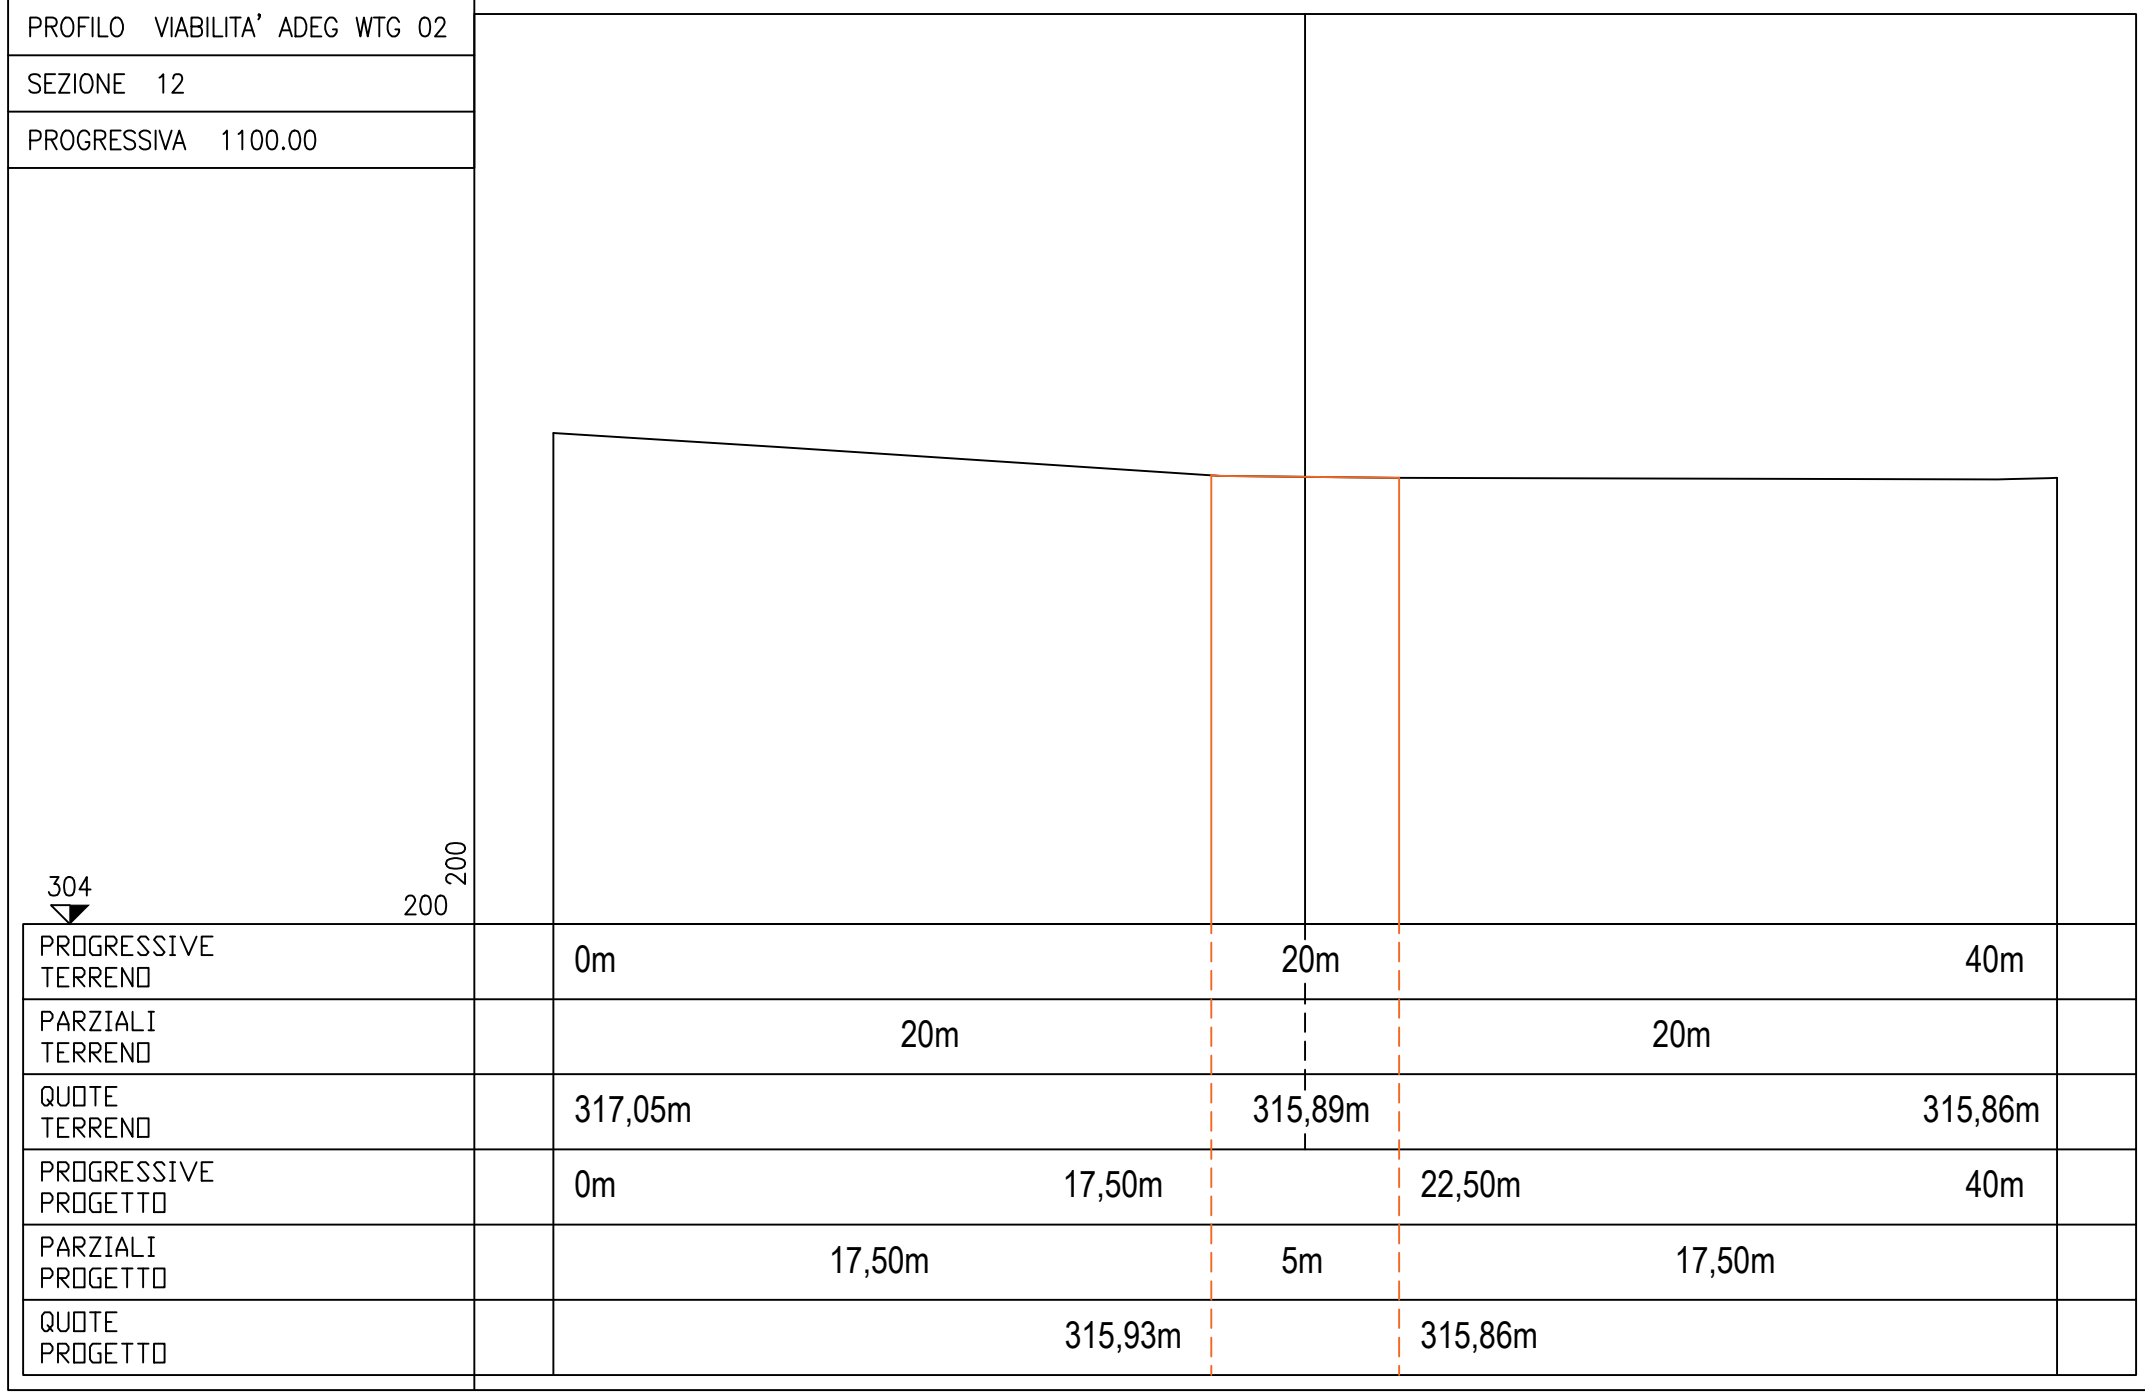 PROFILO VIABILITA' ADEG WTG 02
SEZIONE 12
PROGRESSIVA 1100.00
200
304
200
PROGRESSIVE
TERRENO
0m 20m 40m
PARZIALI
TERRENO
20m 20m
QUOTE
TERRENO
317,05m 315,89m 315,86m
PROGRESSIVE
PROGETTO
0m 17,50m 22,50m 40m
PARZIALI
PROGETTO
17,50m 5m 17,50m
QUOTE
PROGETTO
315,93m 315,86m